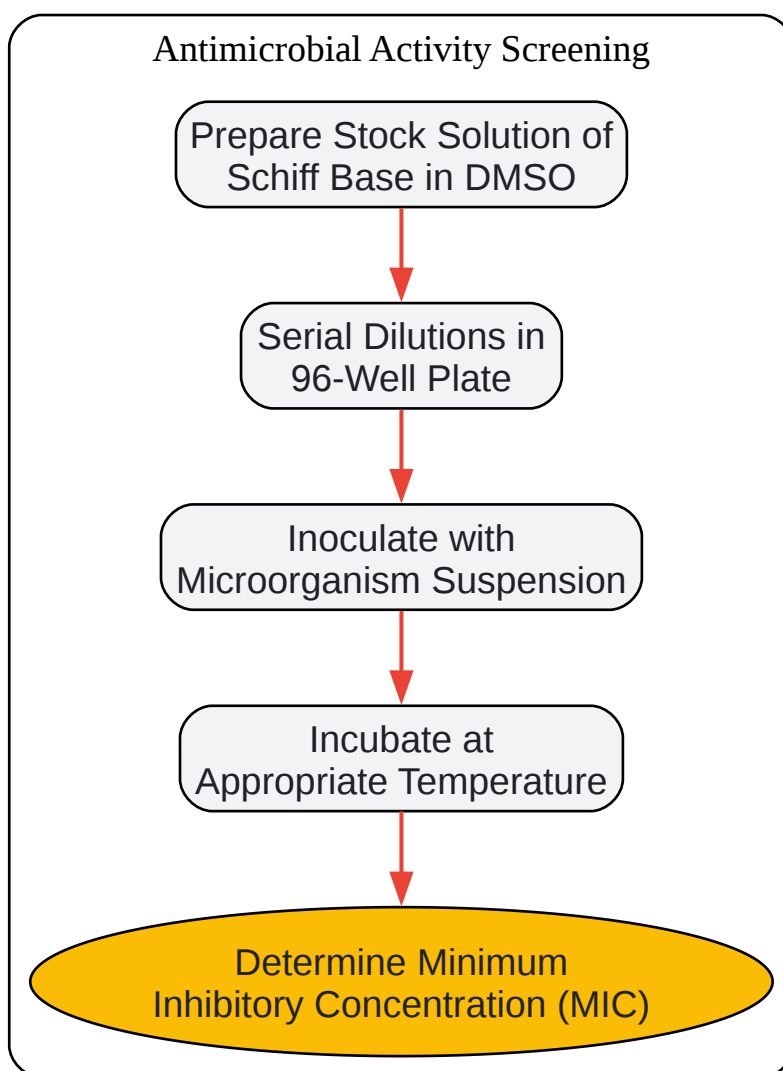 Antimicrobial Activity Screening
Prepare Stock Solution of
Schiff Base in DMSO
Serial Dilutions in
96-Well Plate
Inoculate with
Microorganism Suspension
Incubate at
Appropriate Temperature
Determine Minimum
Inhibitory Concentration (MIC)